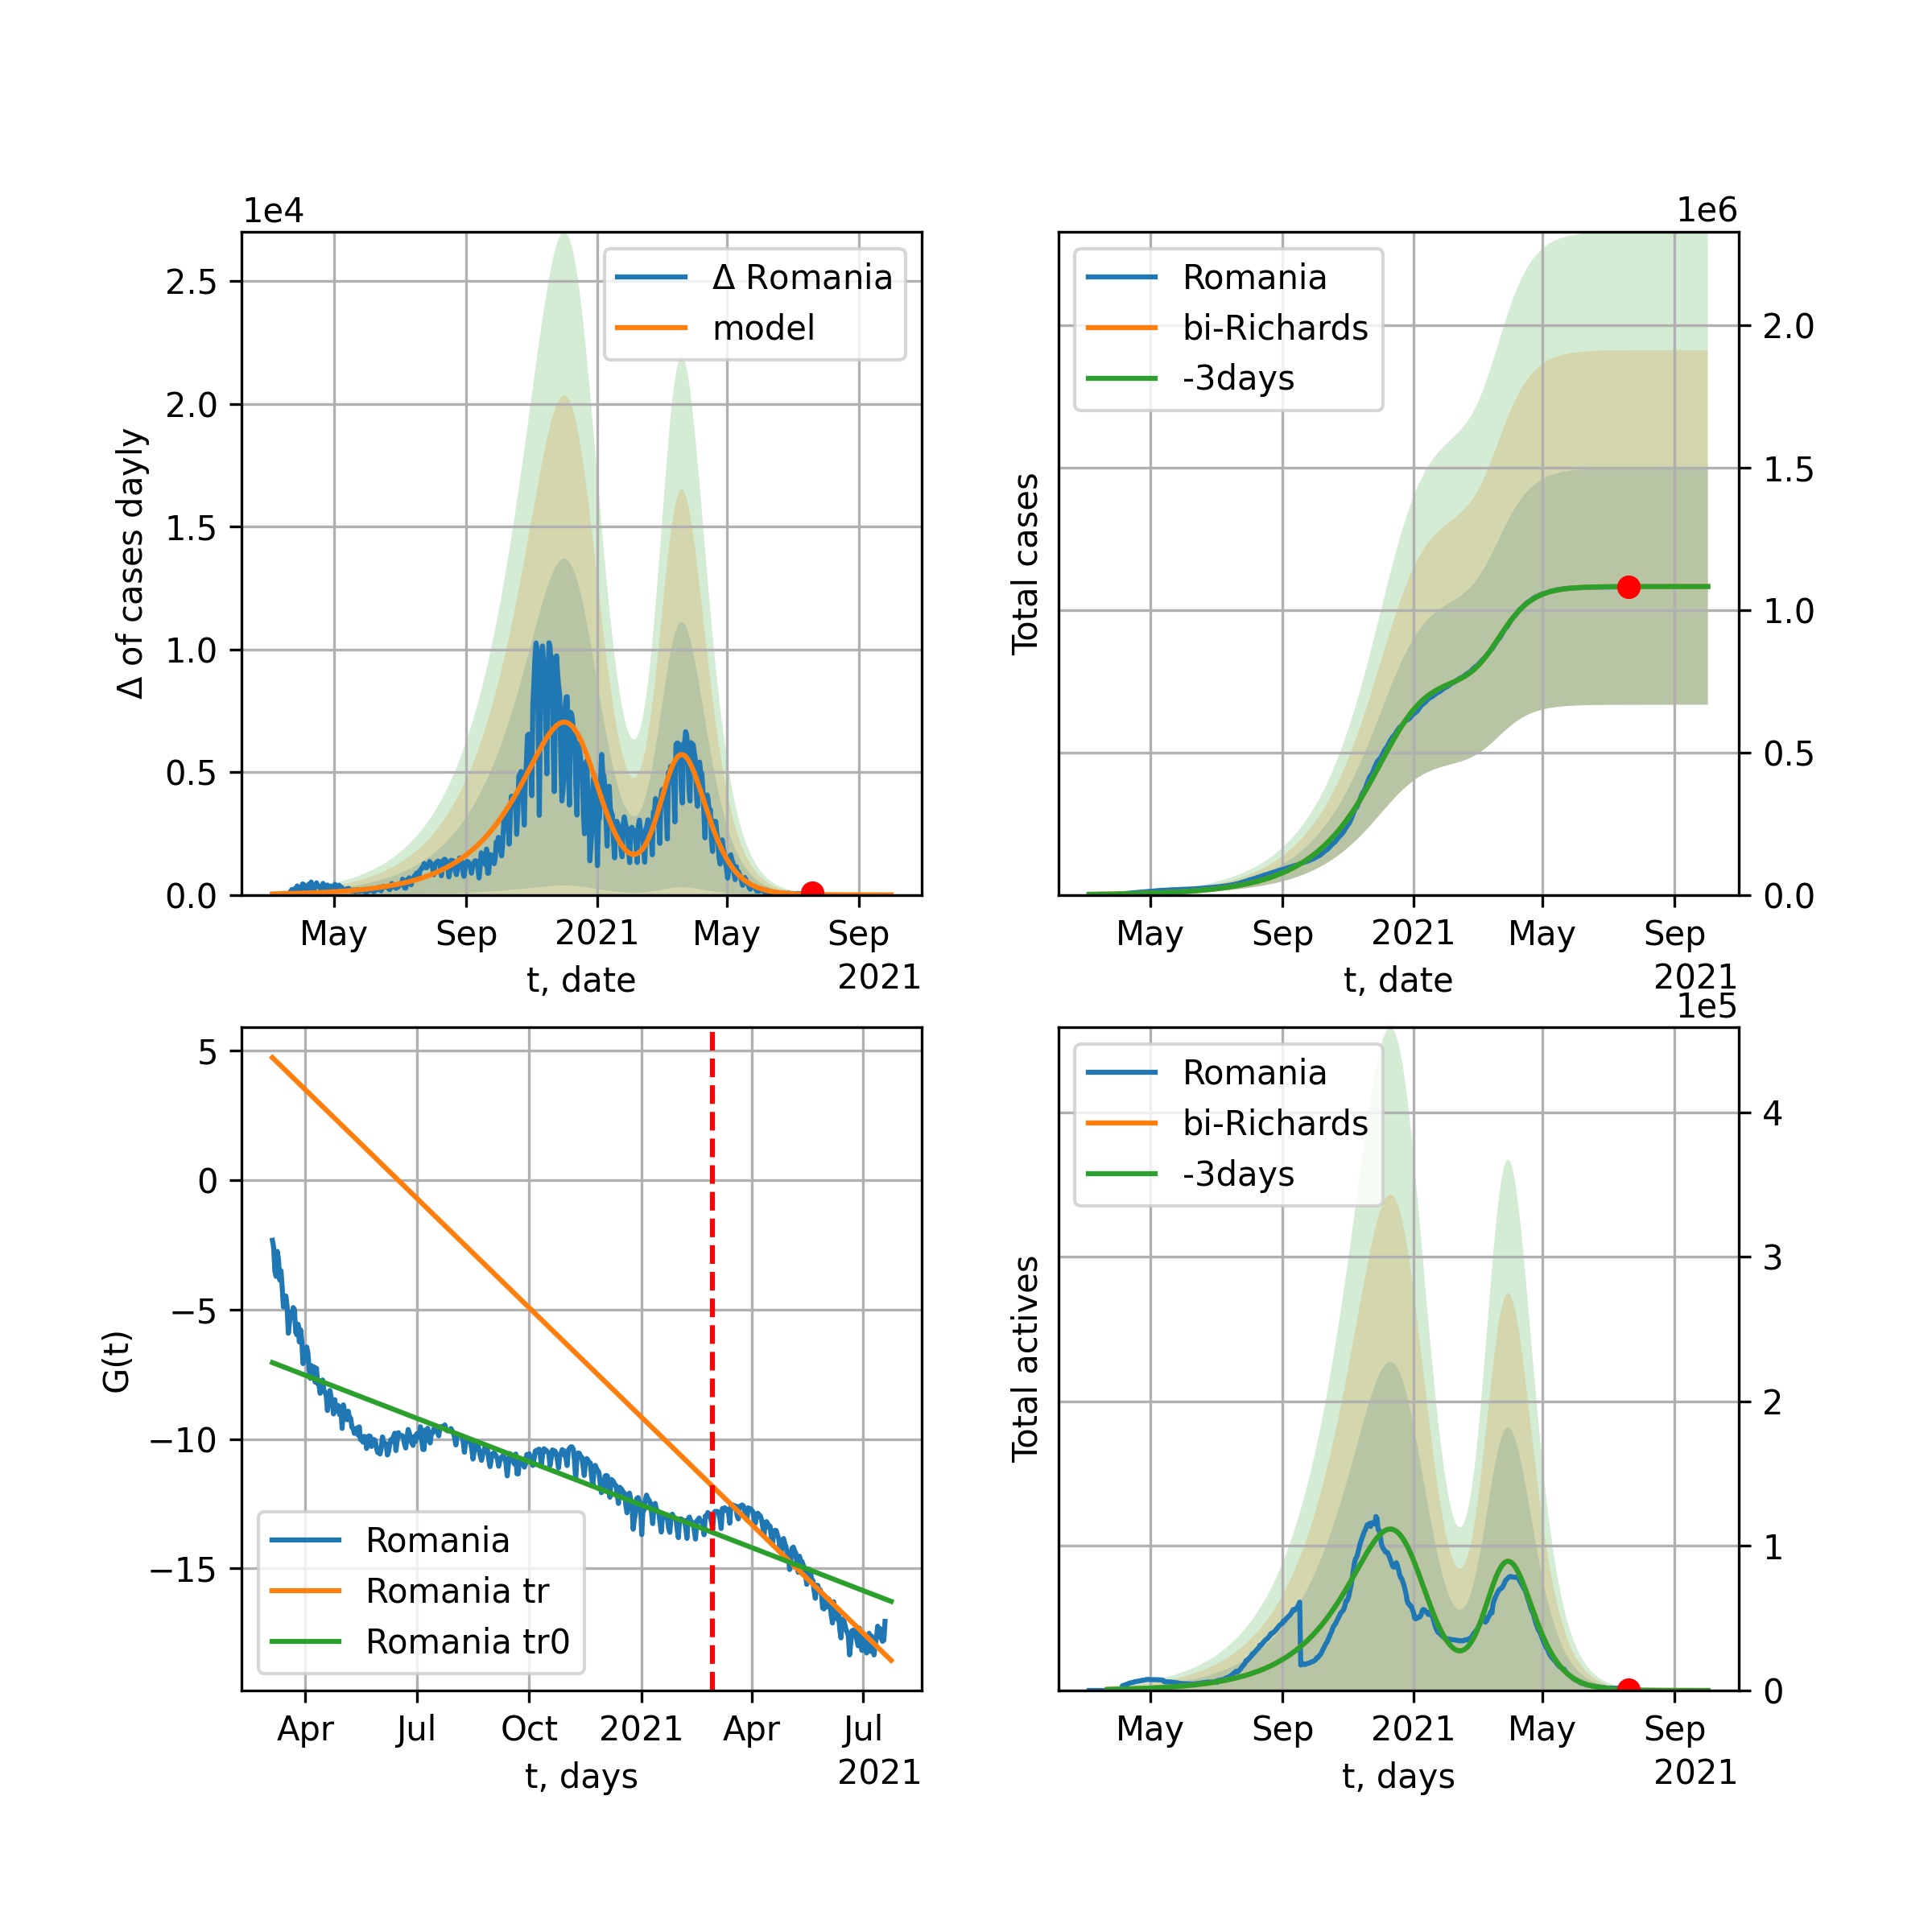 1e4
Δ of cases dayly
2.5
2.0
1.5
1.0
0.5
0.0
Δ Romania
model
May Sep 2021 May Sep
t, date
2021
1e6
Total cases
Romania
bi-Richards
-3days
2.0
1.5
1.0
0.5
0.0
May Sep 2021 May Sep
t, date
2021
G(t)
5
0
−5
−10
−15
Romania
Romania tr
Romania tr0
Apr Jul Oct 2021 Apr Jul
t, days
2021
1e5
Total actives
Romania
bi-Richards
-3days
4
3
2
1
0
May Sep 2021 May Sep
t, days
2021